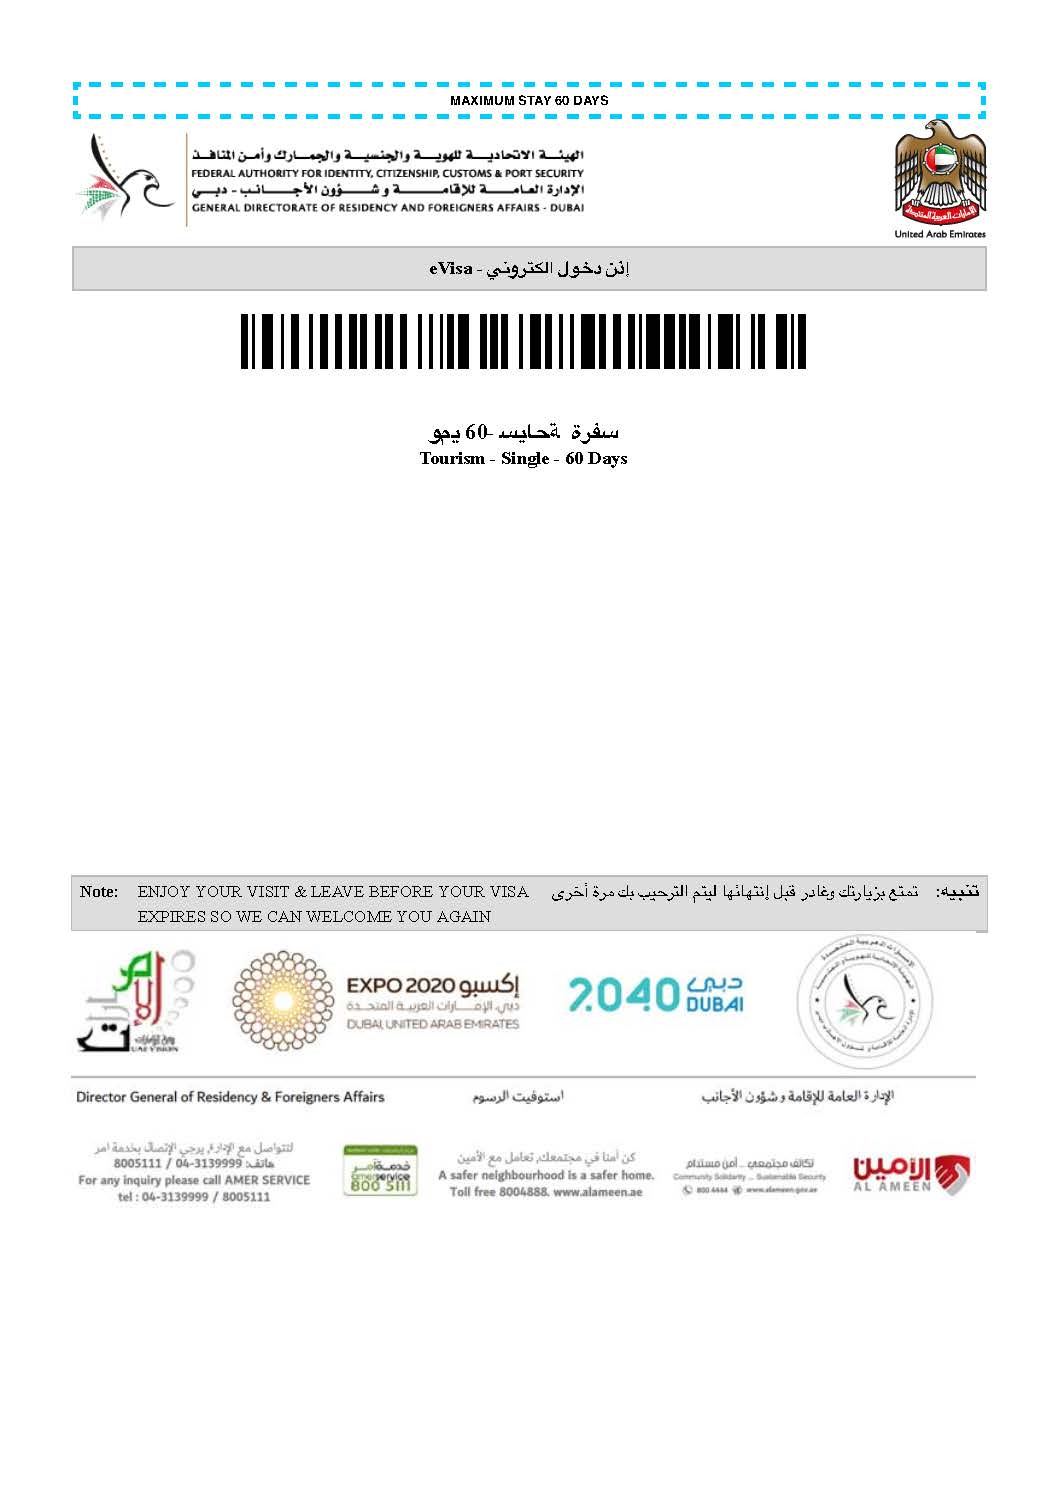 MAXIMUM STAY 60 DAYS
الهيئة الاتحادية للهوية والجنسية والجمارك وأمن المنافذ
FEDERAL AUTHORITY FOR IDENTITY, CITIZENSHIP, CUSTOMS & PORT SECURITY
الإدارة العامة للإقامة و شؤون الأجانب - دبي
GENERAL DIRECTORATE OF RESIDENCY AND FOREIGNERS AFFAIRS - DUBAI
الإمارات العربية المتحدة
United Arab Emirates
eVisa - إذن دخول الكتروني
سفرة ةحايس -60 يمو
Tourism - Single - 60 Days
Note: ENJOY YOUR VISIT & LEAVE BEFORE YOUR VISA
EXPIRES SO WE CAN WELCOME YOU AGAIN
تنبيه: تمتع بزيارتك وغادر قبل إنتهائها ليتم الترحيب بك مرة أخرى
UAE VISION
EXPO 2020 إكسبو
دبي، الإمارات العربية المتحدة
DUBAI, UNITED ARAB EMIRATES
2040 دبي
DUBAI
Director General of Residency & Foreigners Affairs
استوفيت الرسوم
الإدارة العامة للإقامة و شؤون الأجانب
لتتواصل مع الإدارة, يرجى الإتصال بخدمة امر
هاتف: 04-3139999 / 8005111
For any inquiry please call AMER SERVICE
tel : 04-3139999 / 8005111
خدمة آمر
amer service
800 5111
كن أمنا في مجتمعك, تعامل مع الأمين
A safer neighbourhood is a safer home.
Toll free 8004888. www.alameen.ae
تكاتف مجتمعي .. أمن مستدام
Community Solidarity ... Sustainable Security
800 4444 www.alameen.gov.ae
الأمين
AL AMEEN